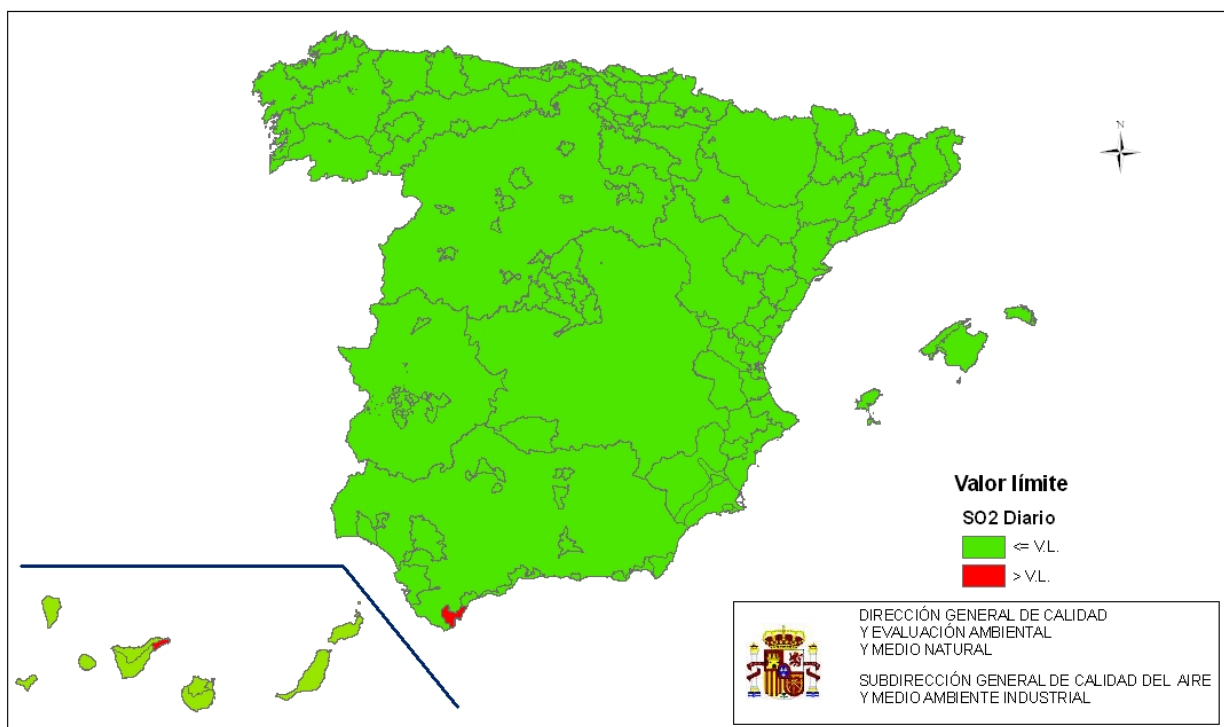 N
Valor límite
SO2 Diario
<= V.L.
> V.L.
DIRECCIÓN GENERAL DE CALIDAD
Y EVALUACIÓN AMBIENTAL
Y MEDIO NATURAL
SUBDIRECCIÓN GENERAL DE CALIDAD DEL AIRE
Y MEDIO AMBIENTE INDUSTRIAL